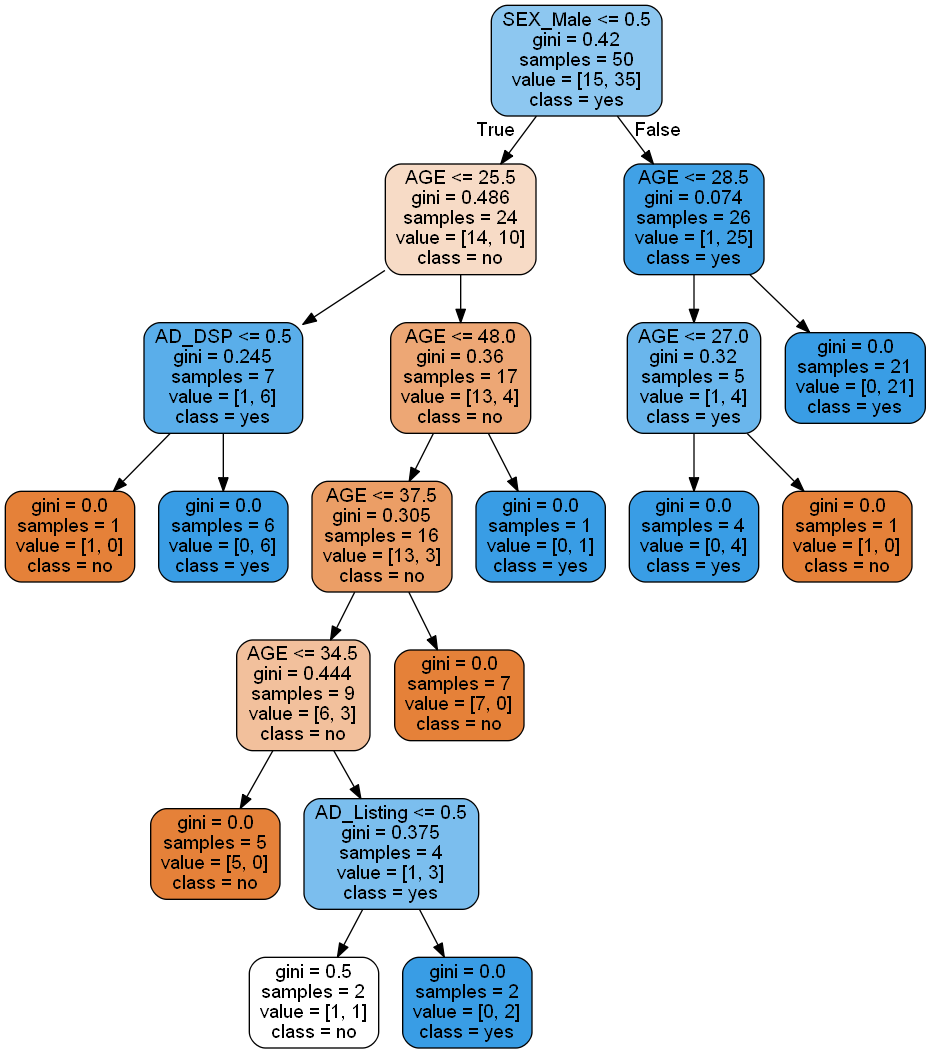 SEX_Male <= 0.5
gini = 0.42
samples = 50
value = [15, 35]
class = yes
True
False
AGE <= 25.5
gini = 0.486
samples = 24
value = [14, 10]
class = no
AGE <= 28.5
gini = 0.074
samples = 26
value = [1, 25]
class = yes
AD_DSP <= 0.5
gini = 0.245
samples = 7
value = [1, 6]
class = yes
AGE <= 48.0
gini = 0.36
samples = 17
value = [13, 4]
class = no
AGE <= 27.0
gini = 0.32
samples = 5
value = [1, 4]
class = yes
gini = 0.0
samples = 21
value = [0, 21]
class = yes
gini = 0.0
samples = 1
value = [1, 0]
class = no
gini = 0.0
samples = 6
value = [0, 6]
class = yes
AGE <= 37.5
gini = 0.305
samples = 16
value = [13, 3]
class = no
gini = 0.0
samples = 1
value = [0, 1]
class = yes
gini = 0.0
samples = 4
value = [0, 4]
class = yes
gini = 0.0
samples = 1
value = [1, 0]
class = no
AGE <= 34.5
gini = 0.444
samples = 9
value = [6, 3]
class = no
gini = 0.0
samples = 7
value = [7, 0]
class = no
gini = 0.0
samples = 5
value = [5, 0]
class = no
AD_Listing <= 0.5
gini = 0.375
samples = 4
value = [1, 3]
class = yes
gini = 0.5
samples = 2
value = [1, 1]
class = no
gini = 0.0
samples = 2
value = [0, 2]
class = yes